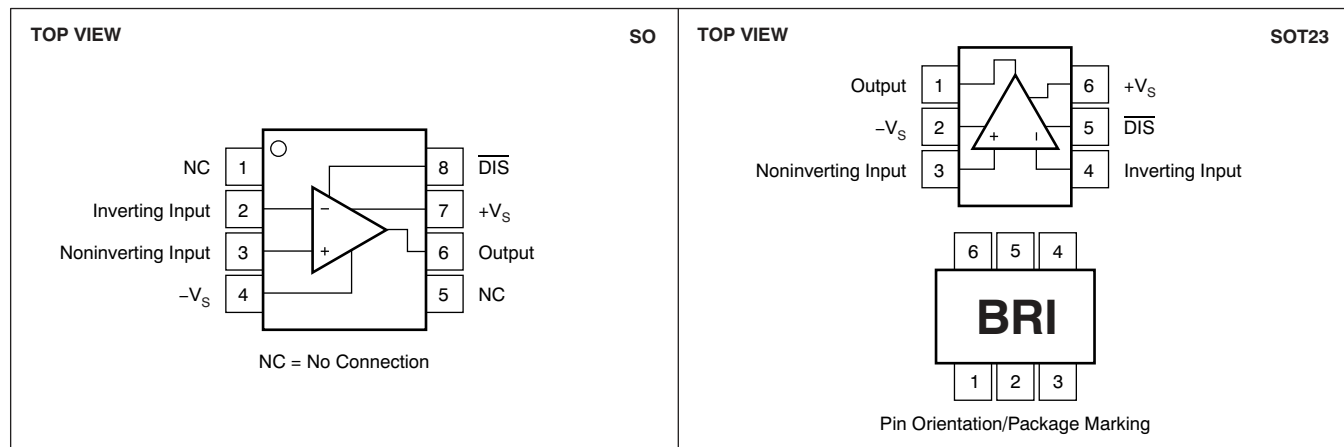 TOP VIEW
SO
NC 1
8 D̅I̅S̅
Inverting Input 2
−
7 +VS
Noninverting Input 3
+
6 Output
−VS 4
5 NC
NC = No Connection
TOP VIEW
SOT23
Output 1
6 +VS
−VS 2
+ −
5 D̅I̅S̅
Noninverting Input 3
4 Inverting Input
6 5 4
BRI
1 2 3
Pin Orientation/Package Marking